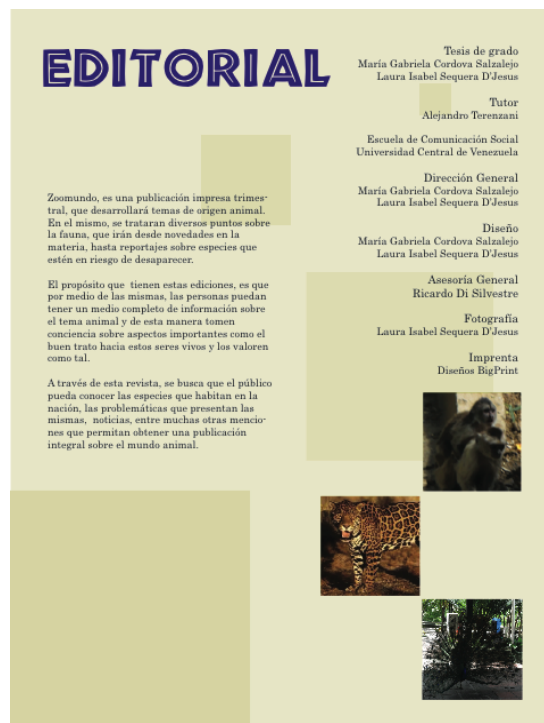 EDITORIAL
Zoomundo, es una publicación impresa trimes-
tral, que desarrollará temas de origen animal.
En el mismo, se trataran diversos puntos sobre
la fauna, que irán desde novedades en la
materia, hasta reportajes sobre especies que
estén en riesgo de desaparecer.
El propósito que tienen estas ediciones, es que
por medio de las mismas, las personas puedan
tener un medio completo de información sobre
el tema animal y de esta manera tomen
conciencia sobre aspectos importantes como el
buen trato hacia estos seres vivos y los valoren
como tal.
A través de esta revista, se busca que el público
pueda conocer las especies que habitan en la
nación, las problemáticas que presentan las
mismas, noticias, entre muchas otras mencio-
nes que permitan obtener una publicación
integral sobre el mundo animal.
Tesis de grado
María Gabriela Cordova Salzalejo
Laura Isabel Sequera D'Jesus
Tutor
Alejandro Terenzani
Escuela de Comunicación Social
Universidad Central de Venezuela
Dirección General
María Gabriela Cordova Salzalejo
Laura Isabel Sequera D'Jesus
Diseño
María Gabriela Cordova Salzalejo
Laura Isabel Sequera D'Jesus
Asesoría General
Ricardo Di Silvestre
Fotografía
Laura Isabel Sequera D'Jesus
Imprenta
Diseños BigPrint